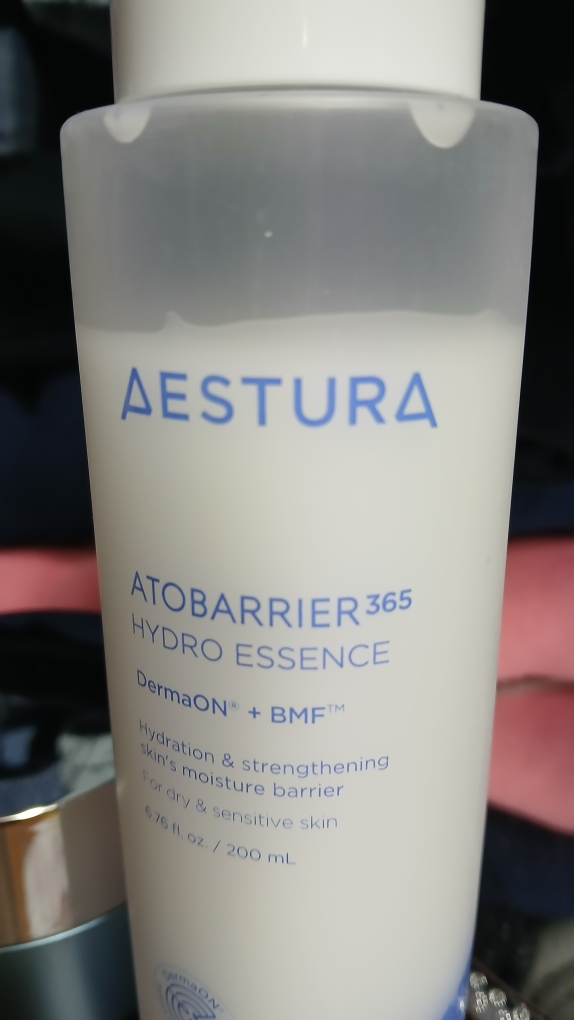 AESTURA
ATOBARRIER 365
HYDRO ESSENCE
DermaON® + BMF™
Hydration & strengthening
skin's moisture barrier
For dry & sensitive skin
6.76 fl. oz. / 200 mL
DermaON®